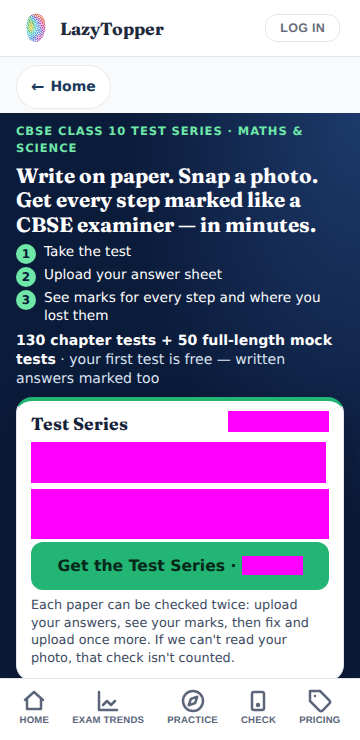 LazyTopper
LOG IN
← Home
CBSE CLASS 10 TEST SERIES · MATHS &
SCIENCE
Write on paper. Snap a photo.
Get every step marked like a
CBSE examiner — in minutes.
1 Take the test
2 Upload your answer sheet
3 See marks for every step and where you
lost them
130 chapter tests + 50 full-length mock
tests · your first test is free — written
answers marked too
Test Series
Get the Test Series ·
Each paper can be checked twice: upload
your answers, see your marks, then fix and
upload once more. If we can't read your
photo, that check isn't counted.
HOME EXAM TRENDS PRACTICE CHECK PRICING